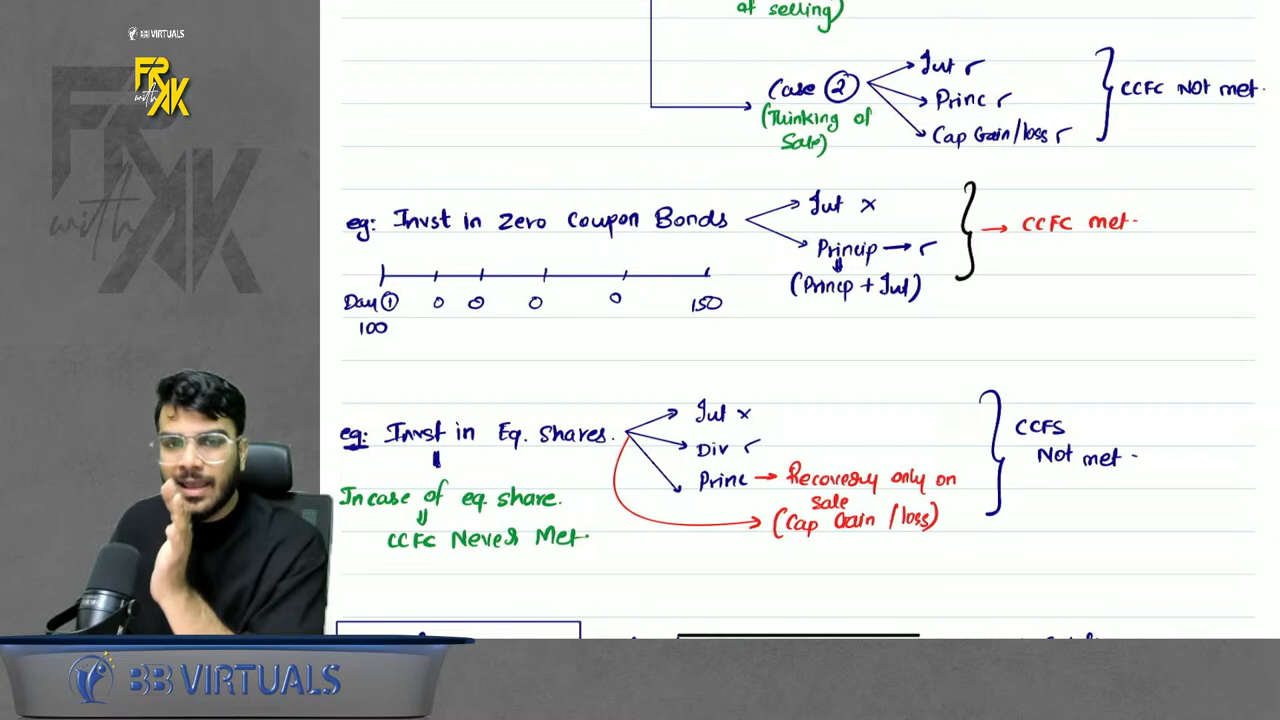 BB VIRTUALS
FR
with
AK
of selling)
Case 2
(Thinking of
Sale)
Int
Princ
Cap Gain/loss
CCFC Not met.
eg: Invst in Zero Coupon Bonds
Int x
Princip →
(Princp + Int)
→ CCFC met.
Day 1 0 0 0 0 150
100
eg: Invst in Eq. Shares.
Int x
Div
Princ → Recovery only on
sale
(Cap Gain / loss)
CCFS
Not met.
In case of eq. share.
CCFC Never Met.
BB VIRTUALS